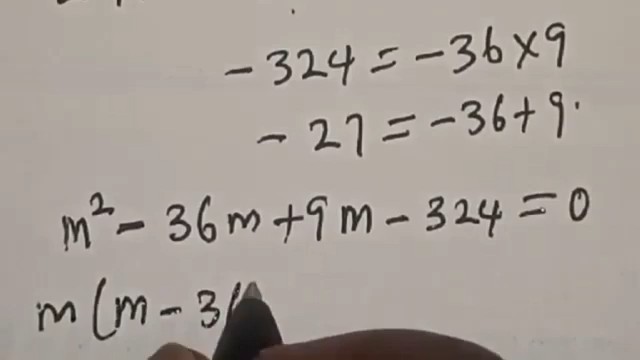 -324 = -36×9
-27 = -36+9.
m² - 36m + 9m - 324 = 0
m(m - 3